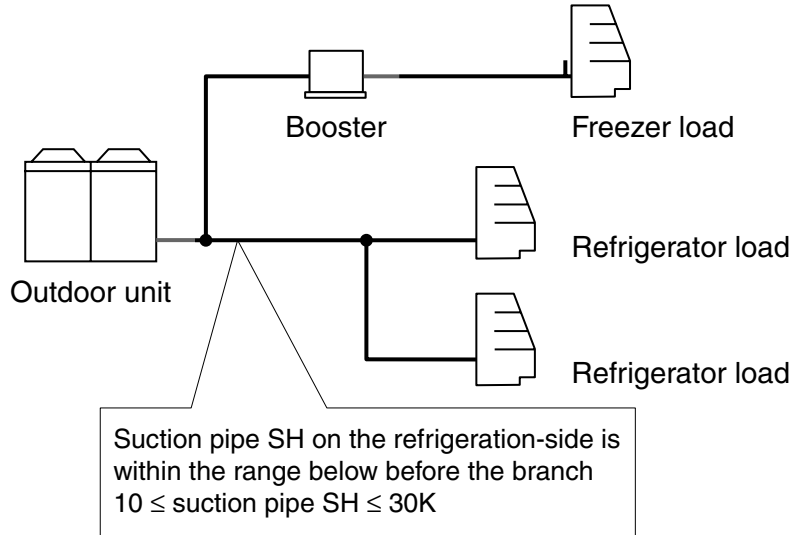 Booster
Freezer load
Outdoor unit
Refrigerator load
Refrigerator load
Suction pipe SH on the refrigeration-side is
within the range below before the branch
10 ≤ suction pipe SH ≤ 30K